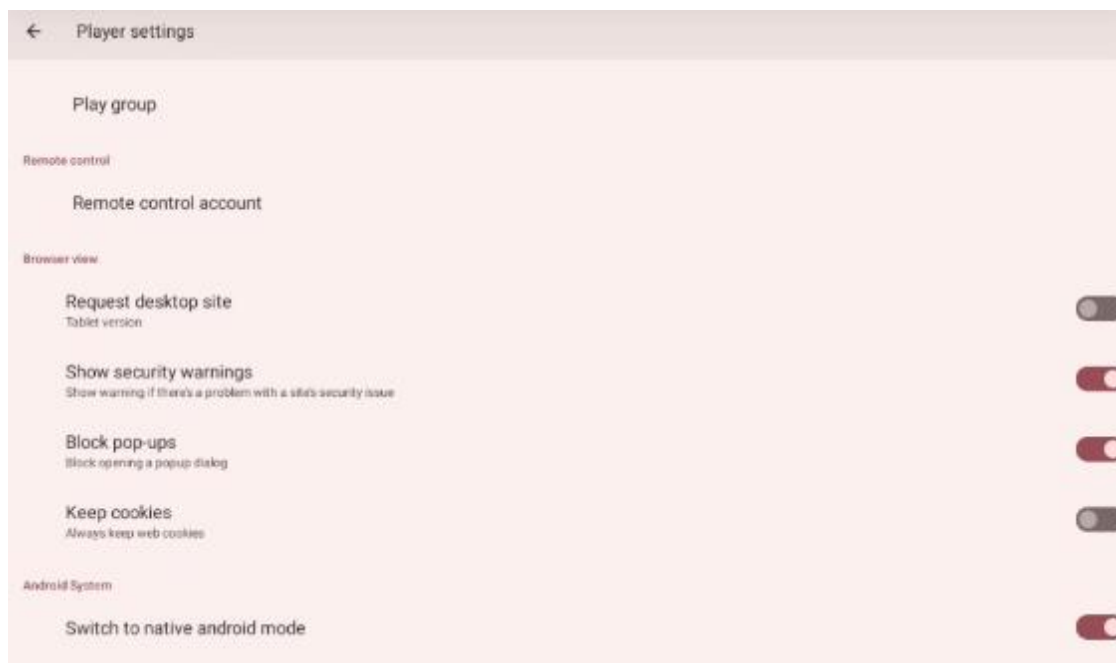 Player settings
Play group
Remote control
Remote control account
Browser view
Request desktop site
Tablet version
Show security warnings
Show warning if there's a problem with a site's security issue
Block pop-ups
Block opening a popup dialog
Keep cookies
Always keep web cookies
Android System
Switch to native android mode